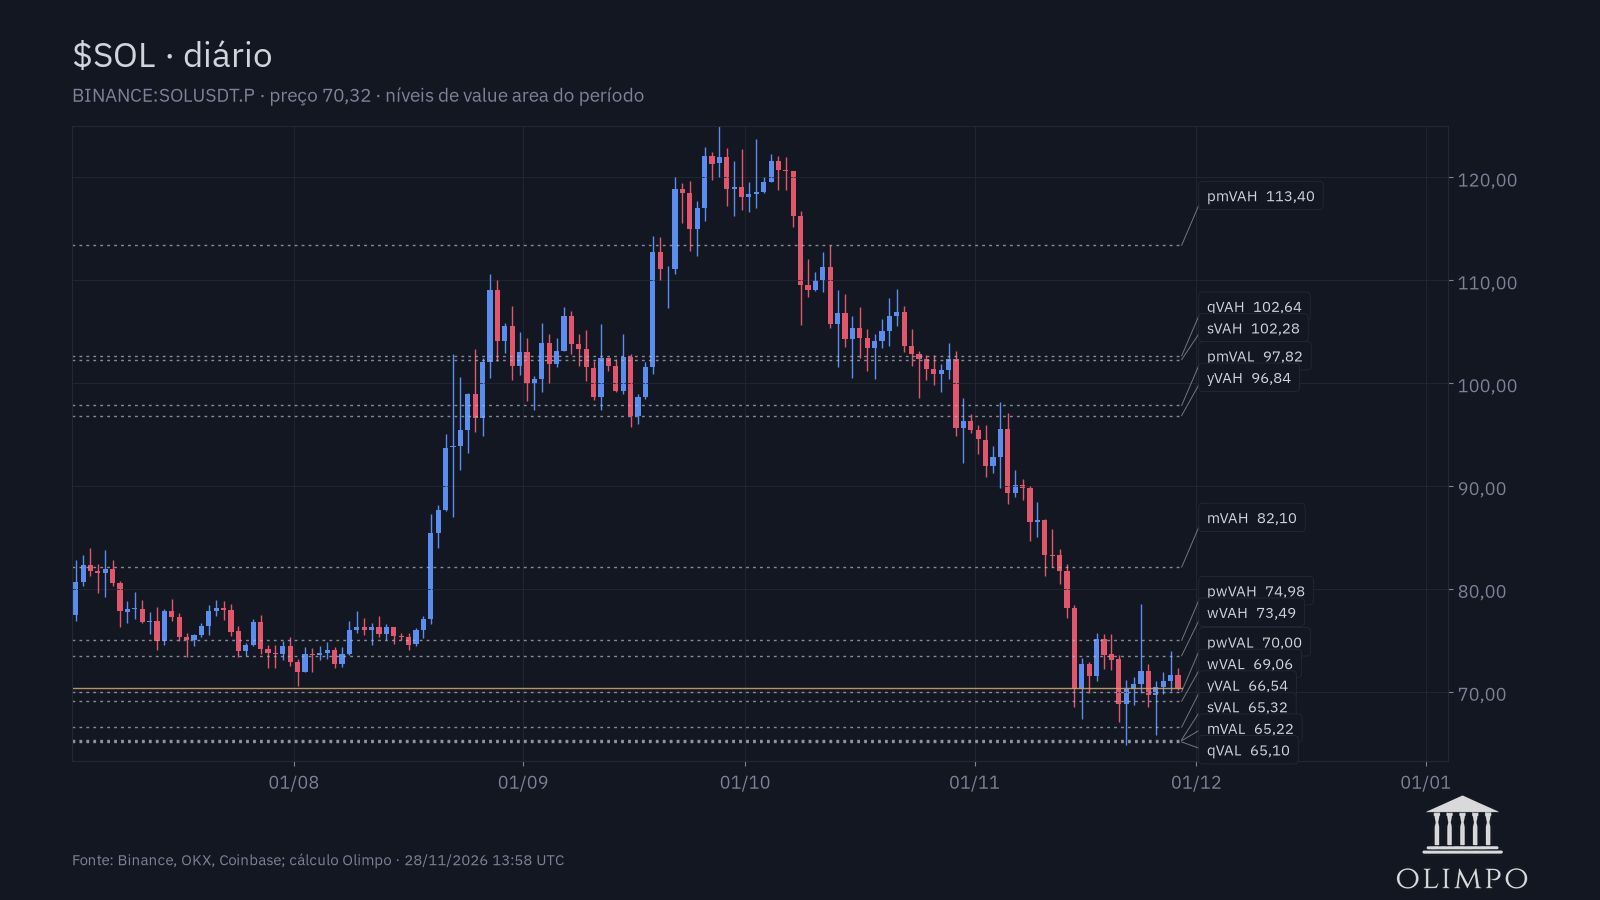 $SOL · diário
BINANCE:SOLUSDT.P · preço 70,32 · níveis de value area do período
120,00
pmVAH 113,40
110,00
qVAH 102,64
sVAH 102,28
pmVAL 97,82
yVAH 96,84
100,00
90,00
mVAH 82,10
80,00
pwVAH 74,98
wVAH 73,49
pwVAL 70,00
wVAL 69,06
yVAL 66,54
70,00
sVAL 65,32
mVAL 65,22
qVAL 65,10
01/08 01/09 01/10 01/11 01/12 01/01
Fonte: Binance, OKX, Coinbase; cálculo Olimpo · 28/11/2026 13:58 UTC
OLIMPO